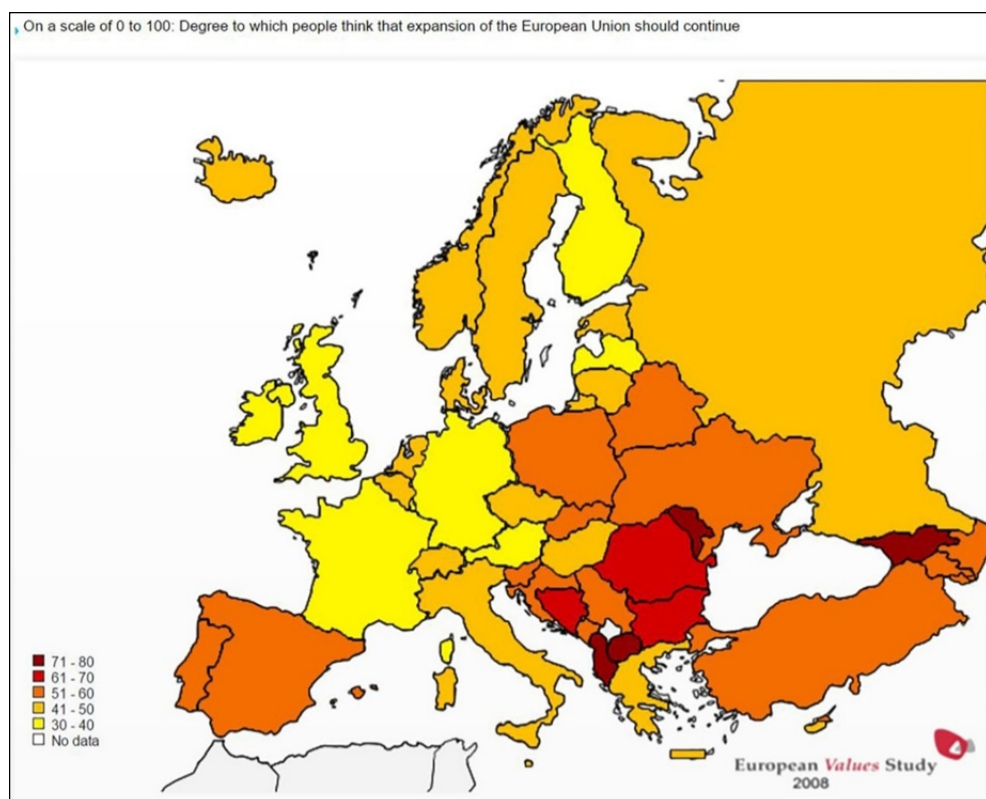 On a scale of 0 to 100: Degree to which people think that expansion of the European Union should continue
71 - 80
61 - 70
51 - 60
41 - 50
30 - 40
No data
European Values Study
2008